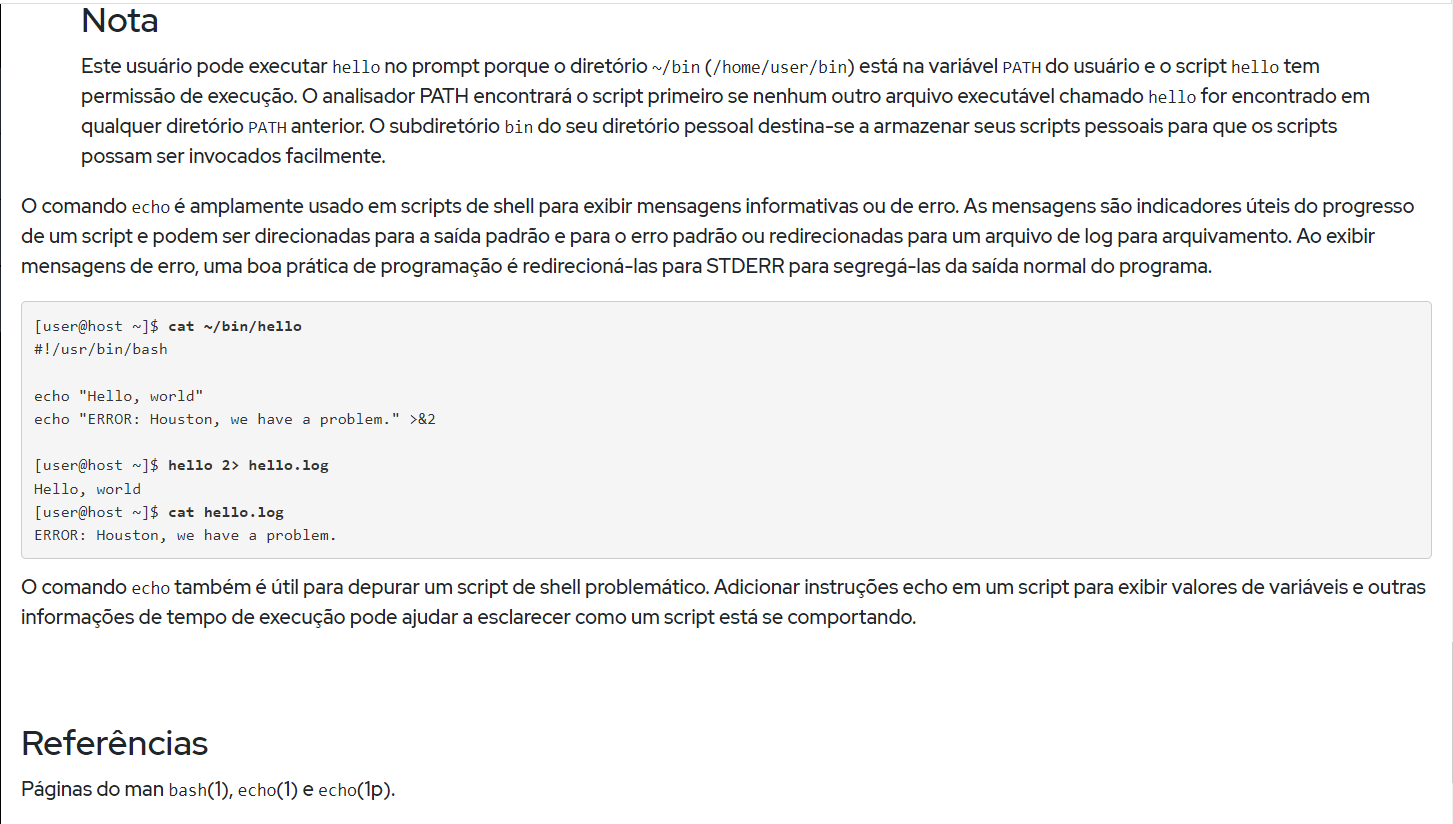 Nota
Este usuário pode executar hello no prompt porque o diretório ~/bin (/home/user/bin) está na variável PATH do usuário e o script hello tem
permissão de execução. O analisador PATH encontrará o script primeiro se nenhum outro arquivo executável chamado hello for encontrado em
qualquer diretório PATH anterior. O subdiretório bin do seu diretório pessoal destina-se a armazenar seus scripts pessoais para que os scripts
possam ser invocados facilmente.
O comando echo é amplamente usado em scripts de shell para exibir mensagens informativas ou de erro. As mensagens são indicadores úteis do progresso
de um script e podem ser direcionadas para a saída padrão e para o erro padrão ou redirecionadas para um arquivo de log para arquivamento. Ao exibir
mensagens de erro, uma boa prática de programação é redirecioná-las para STDERR para segregá-las da saída normal do programa.
[user@host ~]$ cat ~/bin/hello
#!/usr/bin/bash
echo "Hello, world"
echo "ERROR: Houston, we have a problem." >&2
[user@host ~]$ hello 2> hello.log
Hello, world
[user@host ~]$ cat hello.log
ERROR: Houston, we have a problem.
O comando echo também é útil para depurar um script de shell problemático. Adicionar instruções echo em um script para exibir valores de variáveis e outras
informações de tempo de execução pode ajudar a esclarecer como um script está se comportando.
Referências
Páginas do man bash(1), echo(1) e echo(1p).